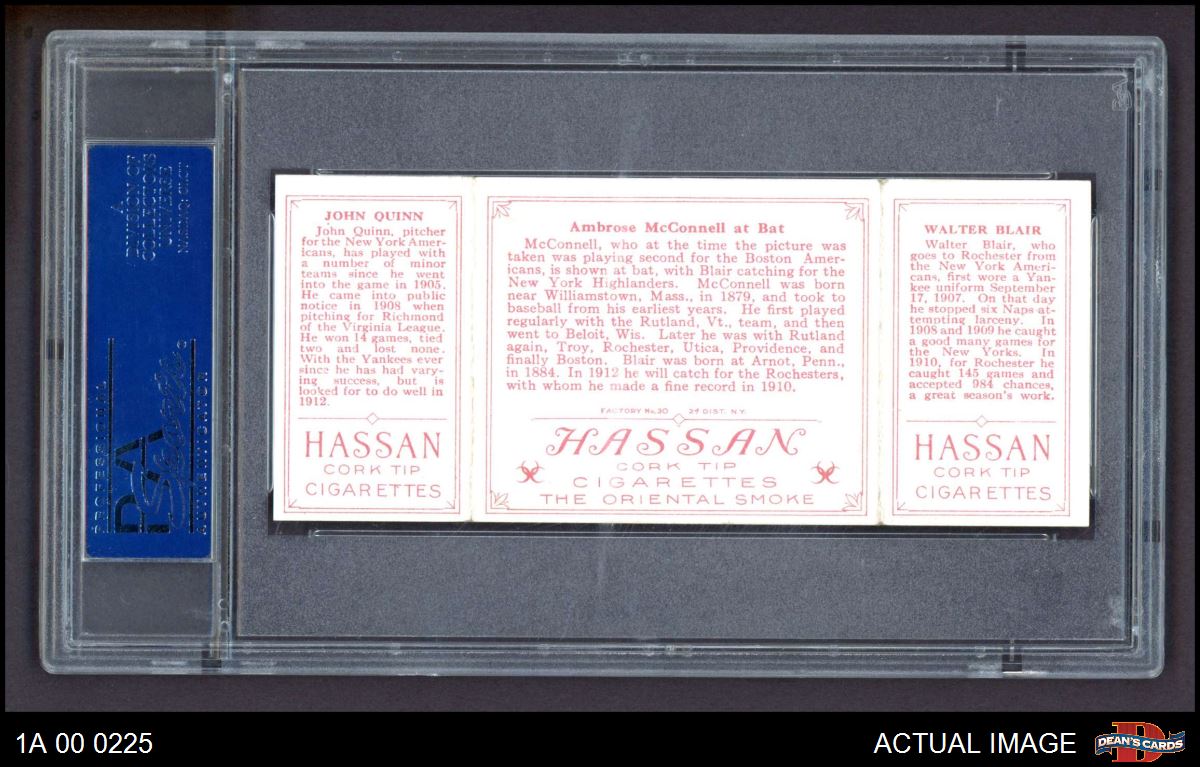 A
DIVISION OF
COLLECTORS
UNIVERSE
NASDAQ: CLCT
PROFESSIONAL
PSA
AUTHENTICATOR
JOHN QUINN
John Quinn, pitcher
for the New York Amer-
icans, has played with
a number of minor
teams since he went
into the game in 1905.
He came into public
notice in 1908 when
pitching for Richmond
of the Virginia League.
He won 14 games, tied
two and lost none.
With the Yankees ever
since he has had vary-
ing success, but is
looked for to do well in
1912.
HASSAN
CORK TIP
CIGARETTES
Ambrose McConnell at Bat
McConnell, who at the time the picture was
taken was playing second for the Boston Amer-
icans, is shown at bat, with Blair catching for the
New York Highlanders. McConnell was born
near Williamstown, Mass., in 1879, and took to
baseball from his earliest years. He first played
regularly with the Rutland, Vt., team, and then
went to Beloit, Wis. Later he was with Rutland
again, Troy, Rochester, Utica, Providence, and
finally Boston. Blair was born at Arnot, Penn.,
in 1884. In 1912 he will catch for the Rochesters,
with whom he made a fine record in 1910.
FACTORY No. 30 2d DIST. N.Y.
HASSAN
CORK TIP
CIGARETTES
THE ORIENTAL SMOKE
WALTER BLAIR
Walter Blair, who
goes to Rochester from
the New York Ameri-
cans, first wore a Yan-
kee uniform September
17, 1907. On that day
he stopped six Naps at-
tempting larceny. In
1908 and 1909 he caught
a good many games for
the New Yorks. In
1910, for Rochester he
caught 145 games and
accepted 984 chances,
a great season's work.
HASSAN
CORK TIP
CIGARETTES
1A 00 0225
ACTUAL IMAGE
DEAN'S CARDS